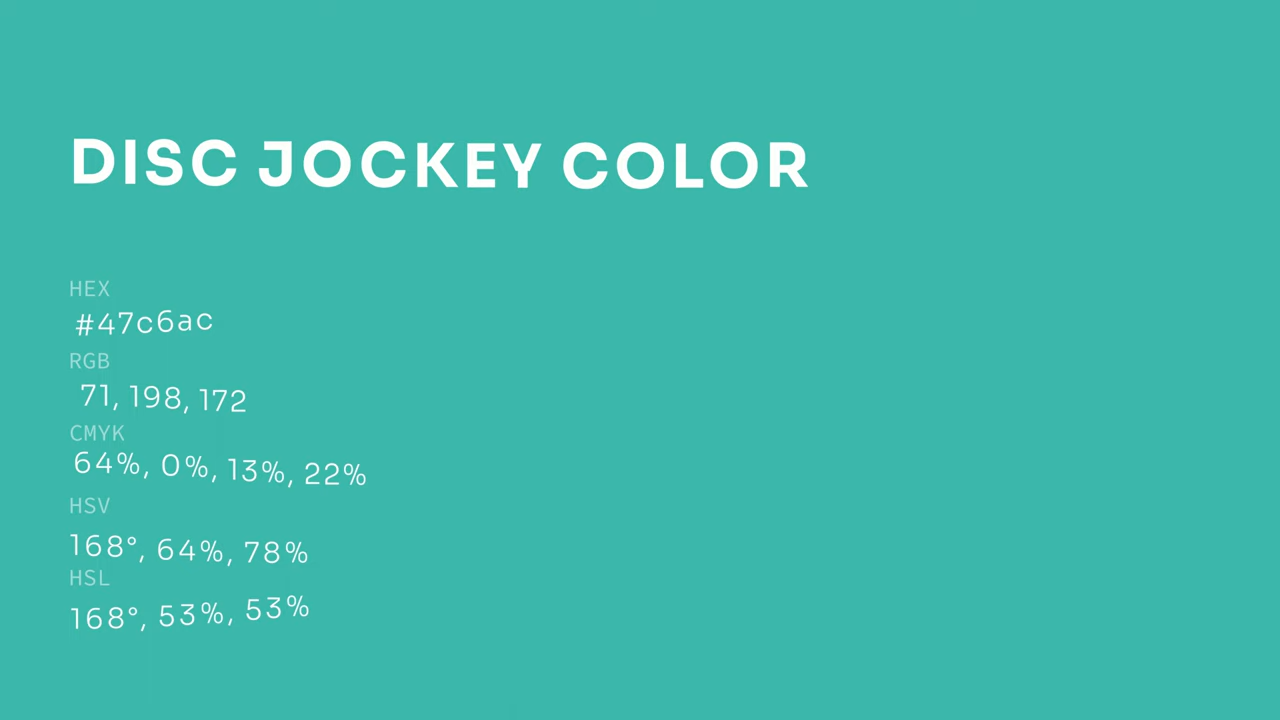 DISC JOCKEY COLOR
HEX
#47c6ac
RGB
71, 198, 172
CMYK
64%, 0%, 13%, 22%
HSV
168°, 64%, 78%
HSL
168°, 53%, 53%